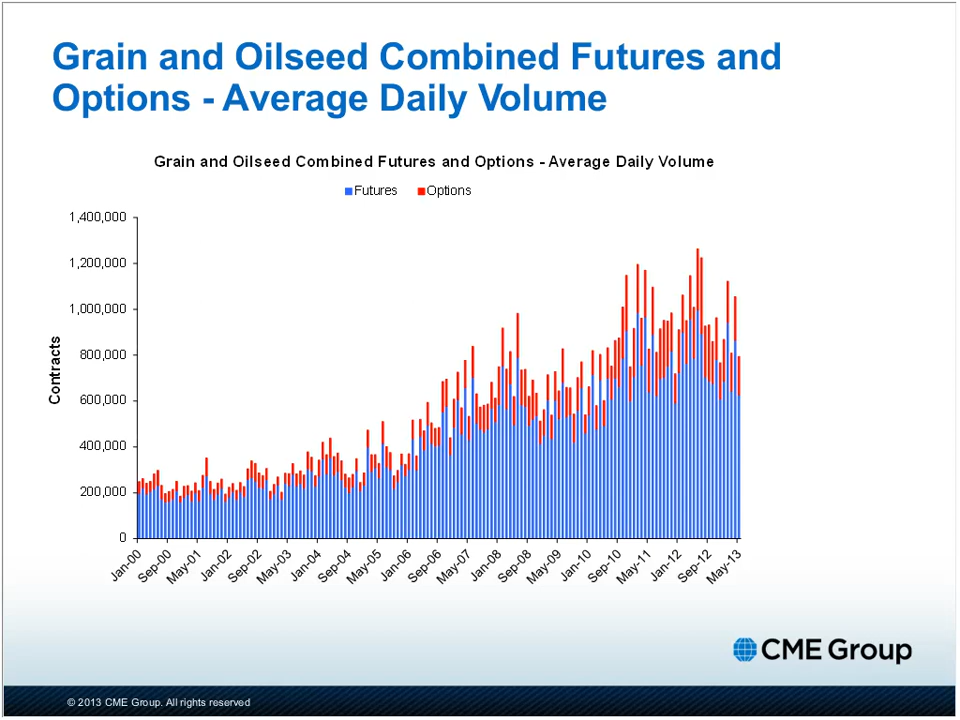 Grain and Oilseed Combined Futures and
Options - Average Daily Volume
Grain and Oilseed Combined Futures and Options - Average Daily Volume
Futures Options
1,400,000
1,200,000
1,000,000
800,000
600,000
400,000
200,000
0
Contracts
Jan-00 Sep-00 May-01 Jan-02 Sep-02 May-03 Jan-04 Sep-04 May-05 Jan-06 Sep-06 May-07 Jan-08 Sep-08 May-09 Jan-10 Sep-10 May-11 Jan-12 Sep-12 May-13
CME Group
© 2013 CME Group. All rights reserved